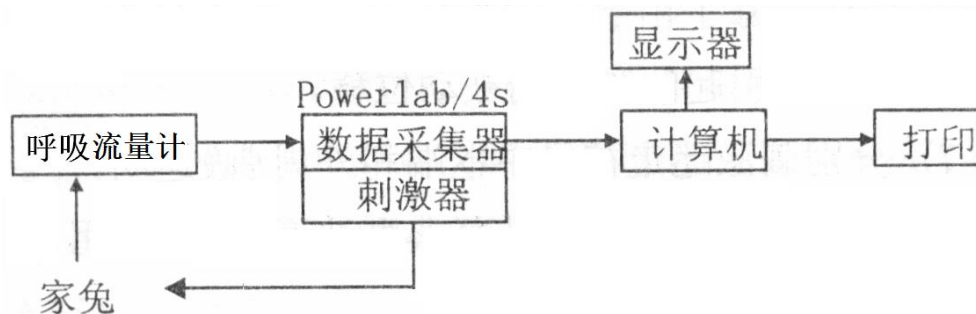 显示器
Powerlab/4s
呼吸流量计
数据采集器
计算机
打印
刺激器
家兔